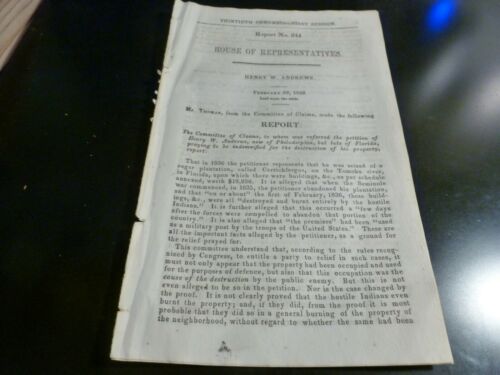 THIRTIETH CONGRESS—FIRST SESSION.
Report No. 244
HOUSE OF REPRESENTATIVES.
HENRY W. ANDREWS.
FEBRUARY 1848.
Laid upon the table.
Mr. THOMAS, from the Committee of Claims, made the following
REPORT
The Committee of Claims, to whom was referred the petition of
Henry W. Andrews, now of Philadelphia, but late of Florida,
praying to be indemnified for the destruction of his property,
report:
That in 1836 the petitioner represents that he was seized of a
sugar plantation, called Carrickfergus, on the Tomoka river,
upon which there were buildings, &c., as per schedule
annexed, worth $18,898. It is alleged that when the Seminole
war commenced, in 1835, the petitioner abandoned his plantation,
and that "on or about" the first of February, 1836, these build-
ings, &c., were all "destroyed and burnt entirely by the hostile
Indians." It is further alleged that this occurred a "few days
after the forces were compelled to abandon that portion of the
country." It is also alleged that "the premises" had been "used
as a military post by the troops of the United States." These are
all the important facts alleged by the petitioner, as a ground for
the relief prayed for.
This committee understand that, according to the rules recog-
nised by Congress, to entitle a party to relief in such cases, it
must not only appear that the property had been occupied and used
for the purposes of defence, but also that this occupation was the
cause of the destruction by the public enemy. But this is not
even alleged to be so in the petition. Nor is the case changed by
the proof. It is not clearly proved that the hostile Indians even
burnt the property; and, if they did, from the proof it is most
probable that they did so in a general burning of the property of
the neighborhood, without regard to whether the same had been